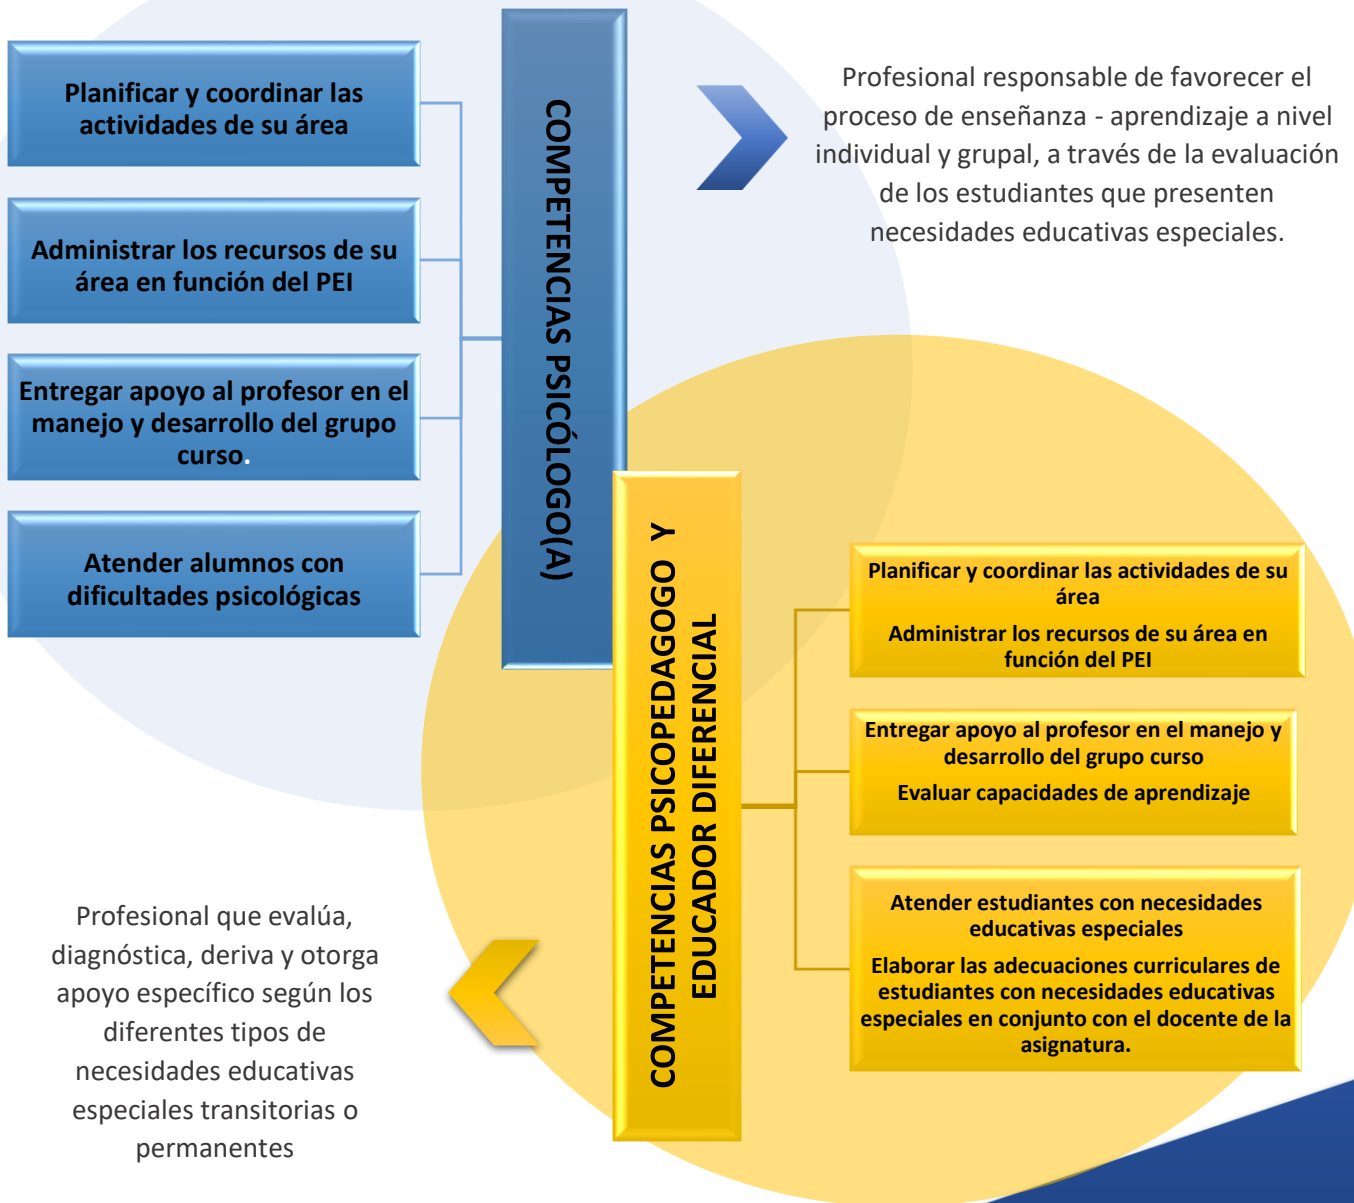 Planificar y coordinar las
actividades de su área
Administrar los recursos de su
área en función del PEI
Entregar apoyo al profesor en el
manejo y desarrollo del grupo
curso.
Atender alumnos con
dificultades psicológicas
COMPETENCIAS PSICÓLOGO(A)
Profesional responsable de favorecer el
proceso de enseñanza - aprendizaje a nivel
individual y grupal, a través de la evaluación
de los estudiantes que presenten
necesidades educativas especiales.
COMPETENCIAS PSICOPEDAGOGO Y
EDUCADOR DIFERENCIAL
Planificar y coordinar las actividades de su
área
Administrar los recursos de su área en
función del PEI
Entregar apoyo al profesor en el manejo y
desarrollo del grupo curso
Evaluar capacidades de aprendizaje
Atender estudiantes con necesidades
educativas especiales
Elaborar las adecuaciones curriculares de
estudiantes con necesidades educativas
especiales en conjunto con el docente de la
asignatura.
Profesional que evalúa,
diagnóstica, deriva y otorga
apoyo específico según los
diferentes tipos de
necesidades educativas
especiales transitorias o
permanentes